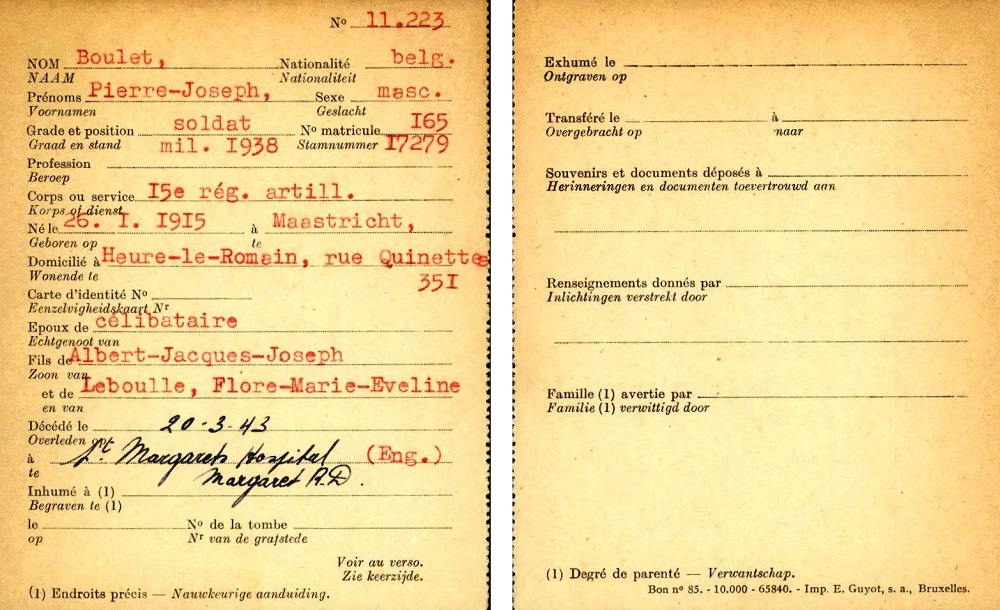 Nº 11.223
NOM Boulet, Nationalité belg.
NAAM Nationaliteit
Prénoms Pierre-Joseph, Sexe masc.
Voornamen Geslacht
Grade et position soldat Nº matricule I65
Graad en stand mil. I938 Stamnummer I7279
Profession
Beroep
Corps ou service I5e rég. artill.
Korps of dienst
Né le 26. I. I9I5 à Maastricht,
Geboren op te
Domicilié à Heure-le-Romain, rue Quinettes
Wonende te 35I
Carte d'identité Nº
Eenzelvigheidskaart Nr
Epoux de célibataire
Echtgenoot van
Fils de Albert-Jacques-Joseph
Zoon van
et de Leboulle, Flore-Marie-Eveline
en van
Décédé le 20-3-43
Overleden op
à St Margarets Hospital (Eng.)
te Margaret R.D.
Inhumé à (1)
Begraven te (1)
le Nº de la tombe
op Nr van de grafstede
Voir au verso.
Zie keerzijde.
(1) Endroits précis — Nauwkeurige aanduiding.
Exhumé le
Ontgraven op
Transféré le à
Overgebracht op naar
Souvenirs et documents déposés à
Herinneringen en documenten toevertrouwd aan
Renseignements donnés par
Inlichtingen verstrekt door
Famille (1) avertie par
Familie (1) verwittigd door
(1) Degré de parenté — Verwantschap.
Bon nº 85. - 10.000 - 65840. - Imp. E. Guyot, s. a., Bruxelles.